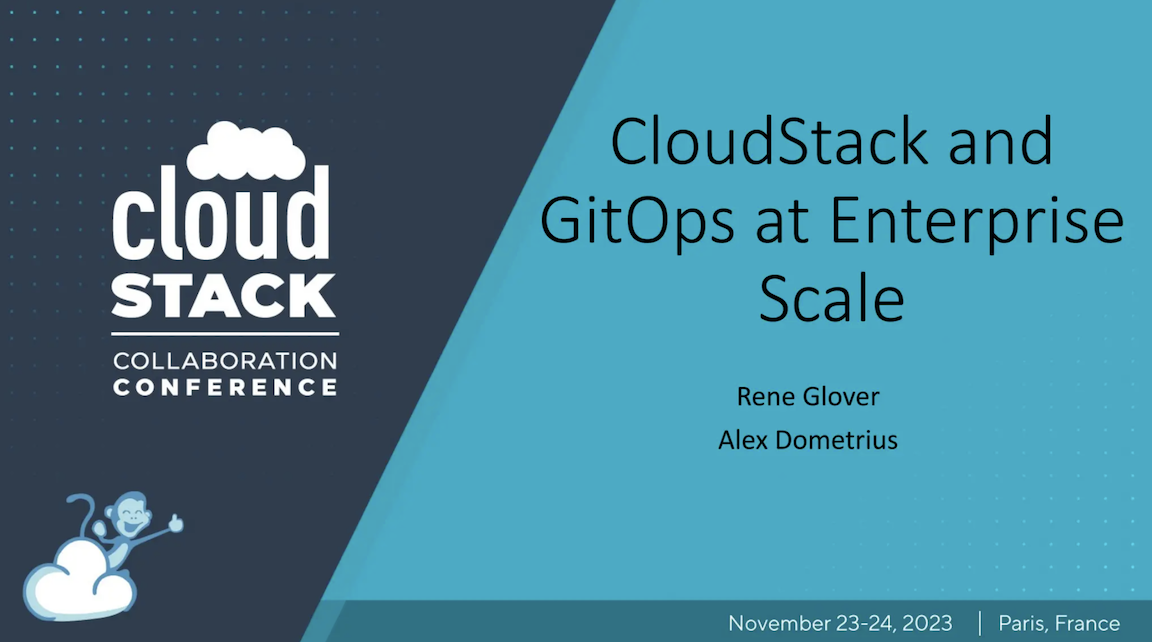 cloud
STACK
COLLABORATION
CONFERENCE
CloudStack and
GitOps at Enterprise
Scale
Rene Glover
Alex Dometrius
November 23-24, 2023 | Paris, France